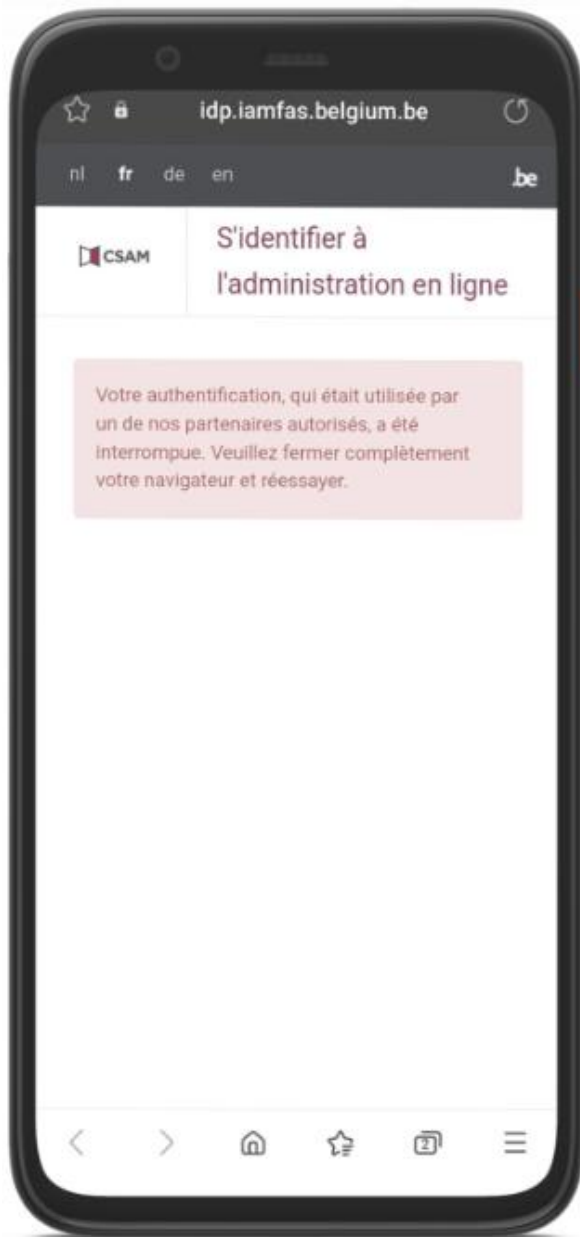 idp.iamfas.belgium.be
nl fr de en .be
CSAM
S'identifier à
l'administration en ligne
Votre authentification, qui était utilisée par
un de nos partenaires autorisés, a été
interrompue. Veuillez fermer complètement
votre navigateur et réessayer.
2